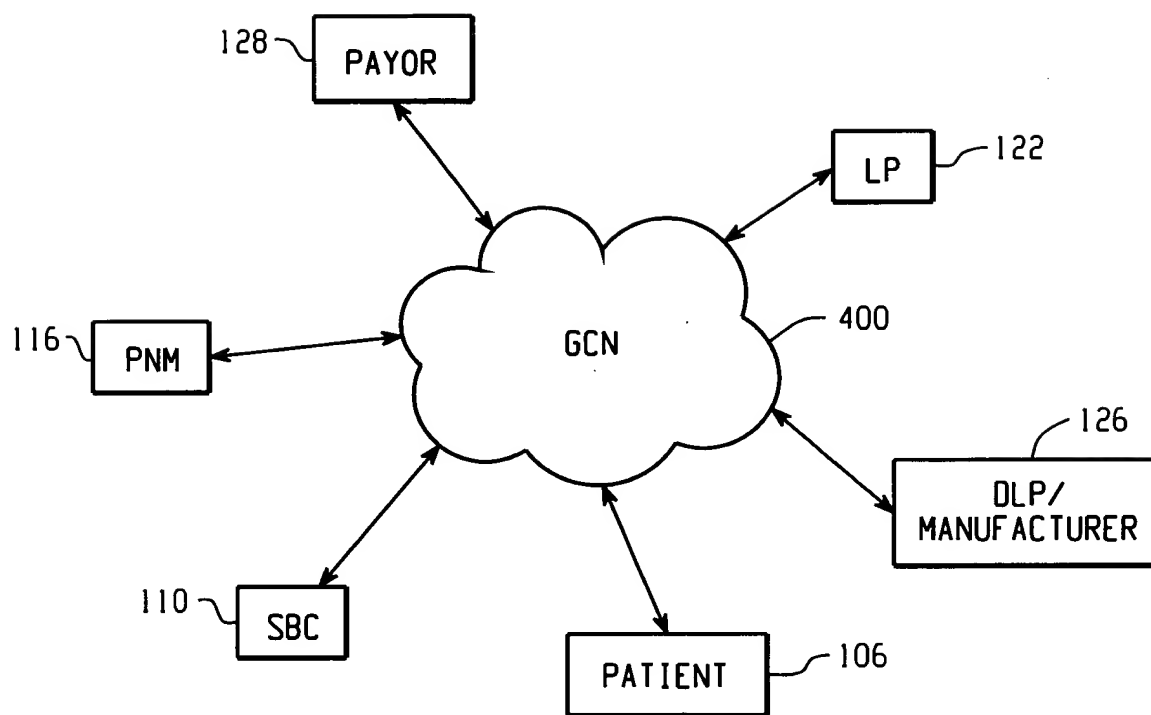 128
PAYOR
LP
122
GCN
400
116
PNM
126
DLP/
MANUFACTURER
110
SBC
PATIENT
106